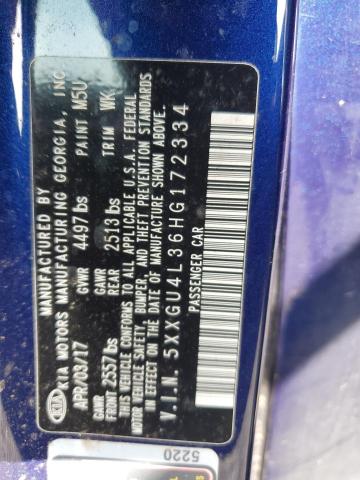 MANUFACTURED BY
KIA KIA MOTORS MANUFACTURING GEORGIA, INC
APR/03/17 GVWR 4497lbs PAINT M5U
GAWR FRONT 2557lbs GAWR REAR 2513lbs TRIM WK
THIS VEHICLE CONFORMS TO ALL APPLICABLE U.S.A. FEDERAL
MOTOR VEHICLE SAFETY, BUMPER, AND THEFT PREVENTION STANDARDS
IN EFFECT ON THE DATE OF MANUFACTURE SHOWN ABOVE.
V.I.N. 5XXGU4L36HG172334
PASSENGER CAR
5220